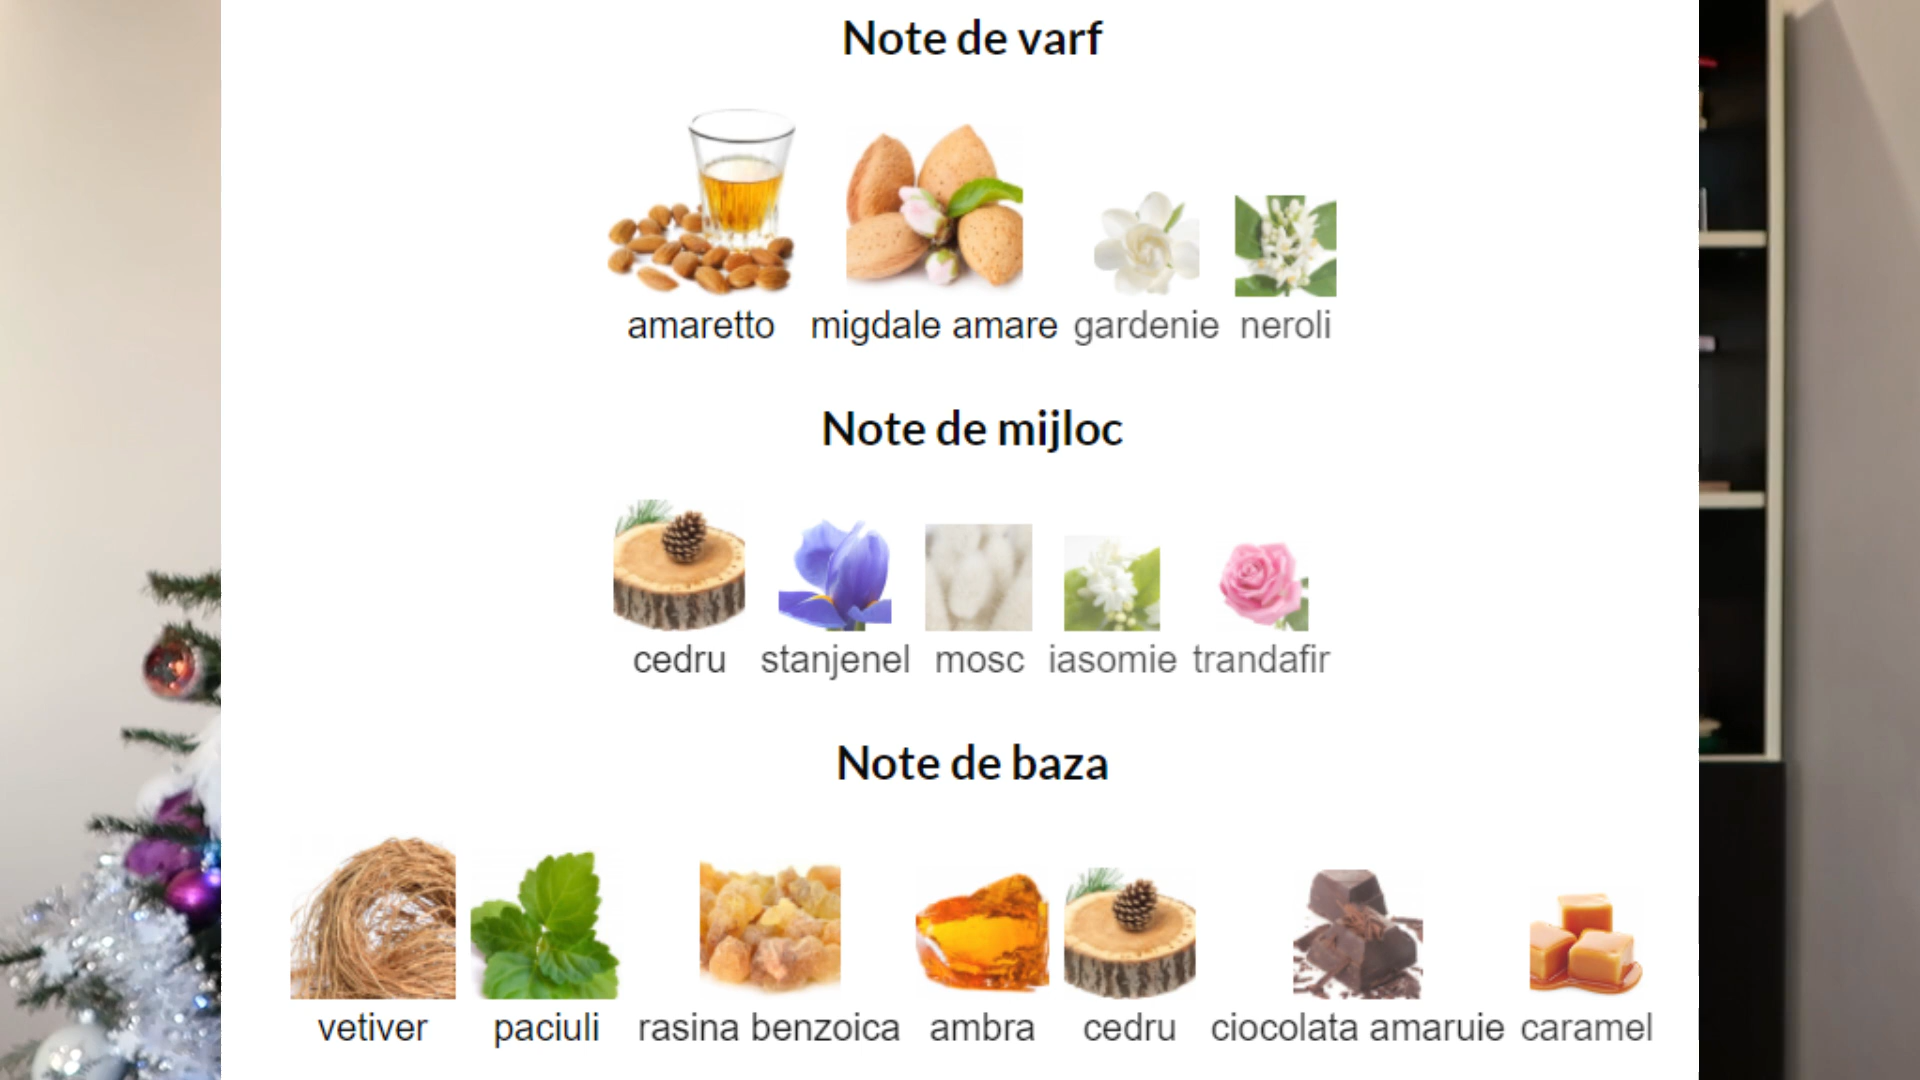 Note de varf
amaretto migdale amare gardenie neroli
Note de mijloc
cedru stanjenel mosc iasomie trandafir
Note de baza
vetiver paciuli rasina benzoica ambra cedru ciocolata amaruie caramel